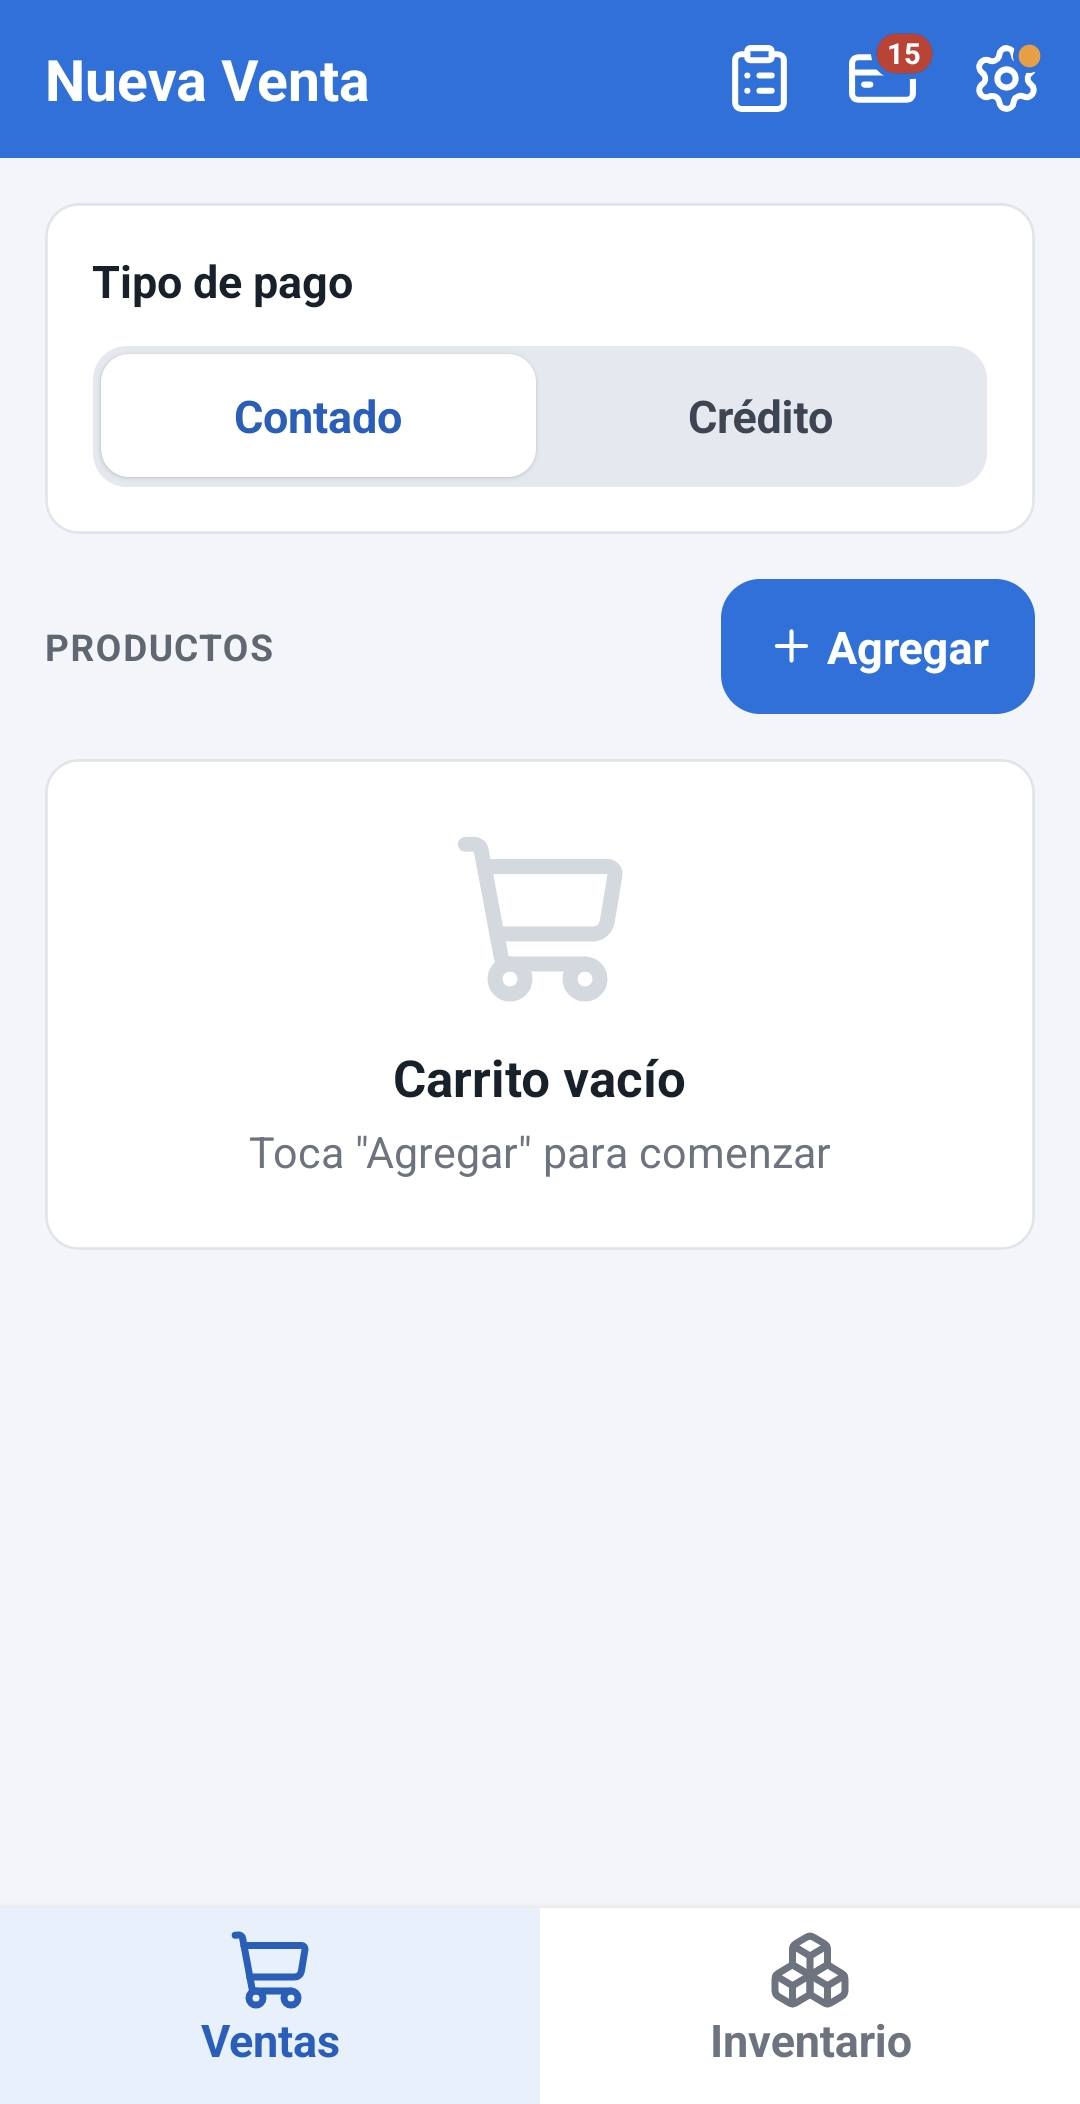 Nueva Venta
15
Tipo de pago
Contado
Crédito
PRODUCTOS
+ Agregar
Carrito vacío
Toca "Agregar" para comenzar
Ventas
Inventario